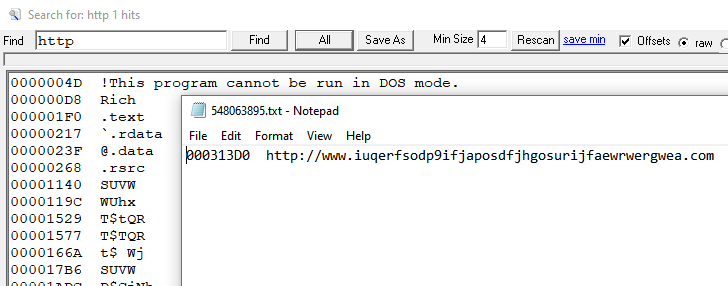 Search for: http 1 hits
Find http Find All Save As Min Size 4 Rescan save min Offsets raw
0000004D !This program cannot be run in DOS mode.
000000D8 Rich
000001F0 .text
00000217 `.rdata
0000023F @.data
00000268 .rsrc
00001140 SUVW
0000119C WUhx
00001529 T$tQR
00001577 T$TQR
0000166A t$ Wj
000017B6 SUVW
548063895.txt - Notepad
File Edit Format View Help
000313D0 http://www.iuqerfsodp9ifjaposdfjhgosurijfaewrwergwea.com